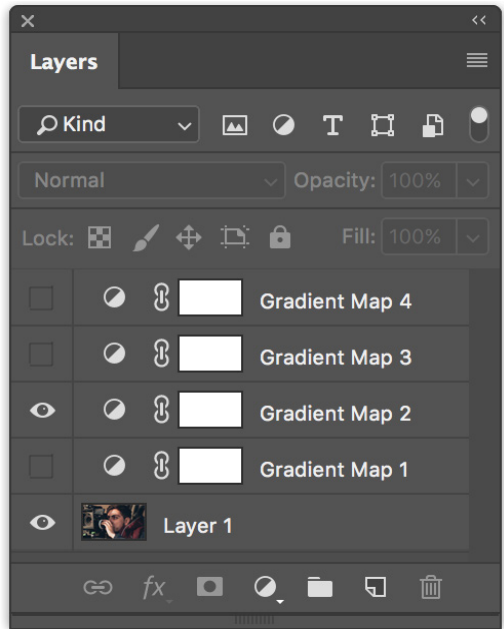 Layers
Kind
Normal Opacity: 100%
Lock: Fill: 100%
Gradient Map 4
Gradient Map 3
Gradient Map 2
Gradient Map 1
Layer 1
fx